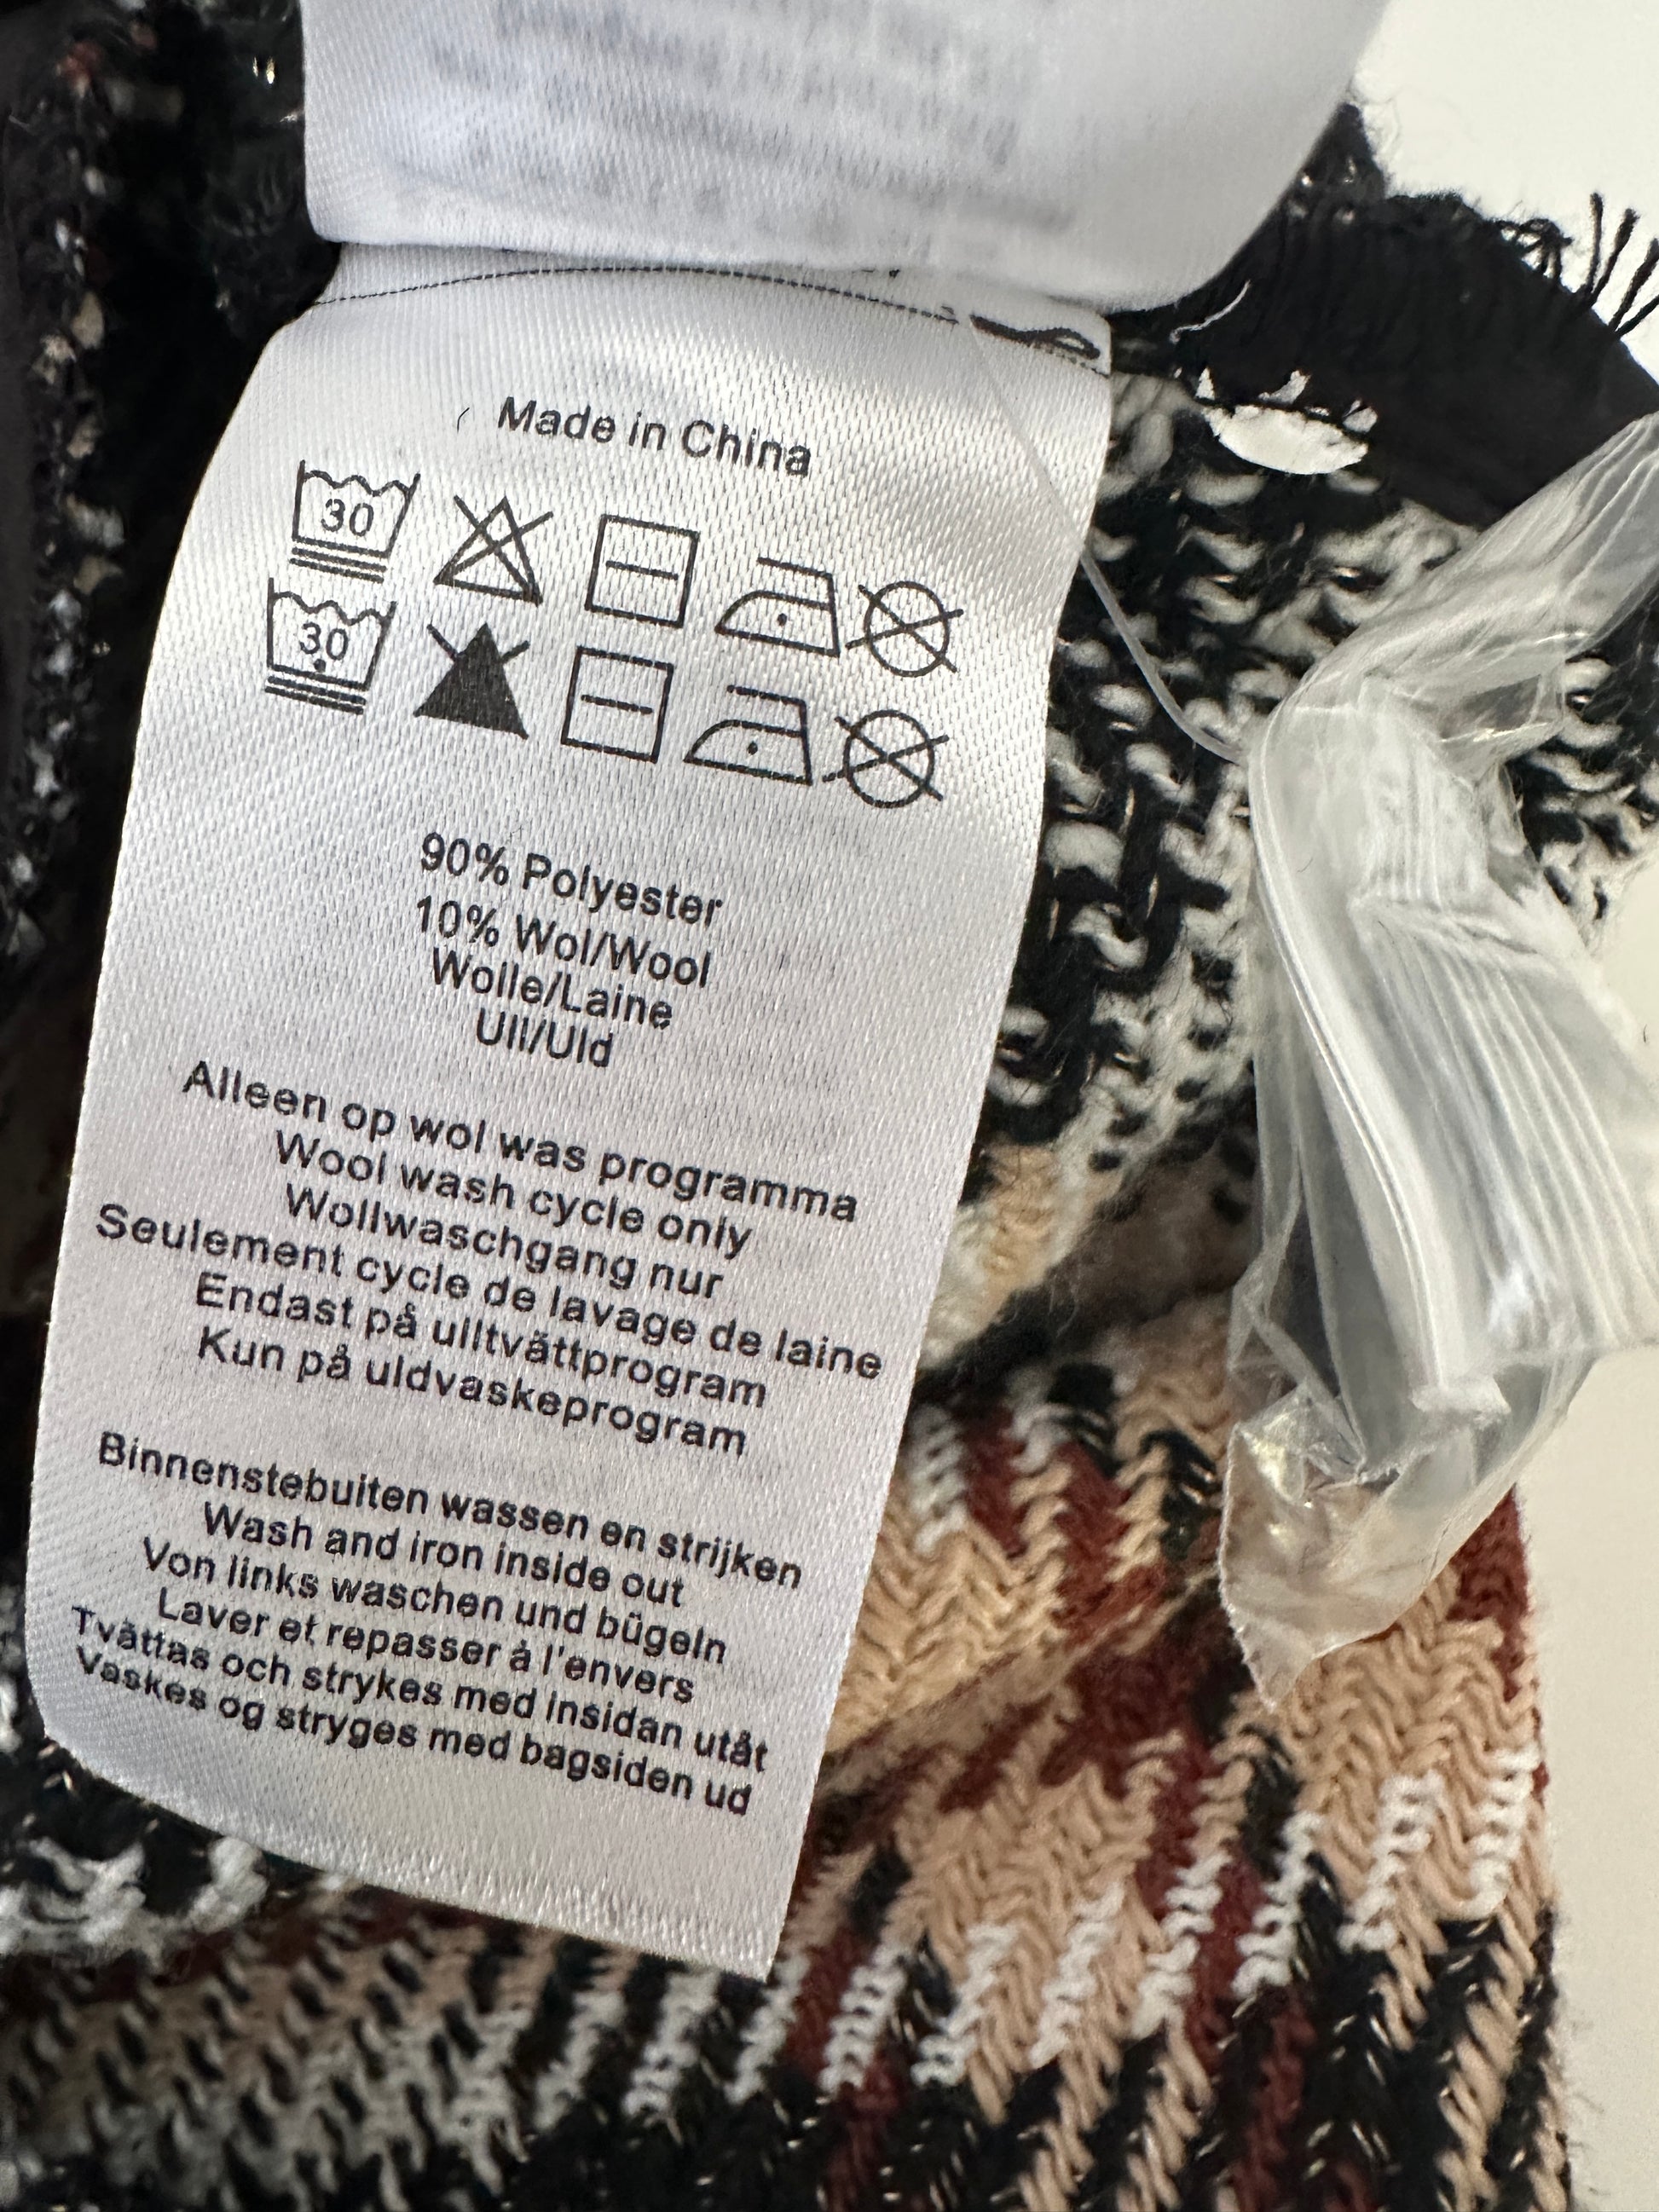 Made in China
30
30
90% Polyester
10% Wol/Wool
Wolle/Laine
Ull/Uld
Alleen op wol was programma
Wool wash cycle only
Wollwaschgang nur
Seulement cycle de lavage de laine
Endast på ulltvättprogram
Kun på uldvaskeprogram
Binnenstebuiten wassen en strijken
Wash and iron inside out
Von links waschen und bügeln
Laver et repasser à l'envers
Tvättas och strykes med insidan utåt
Vaskes og stryges med bagsiden ud